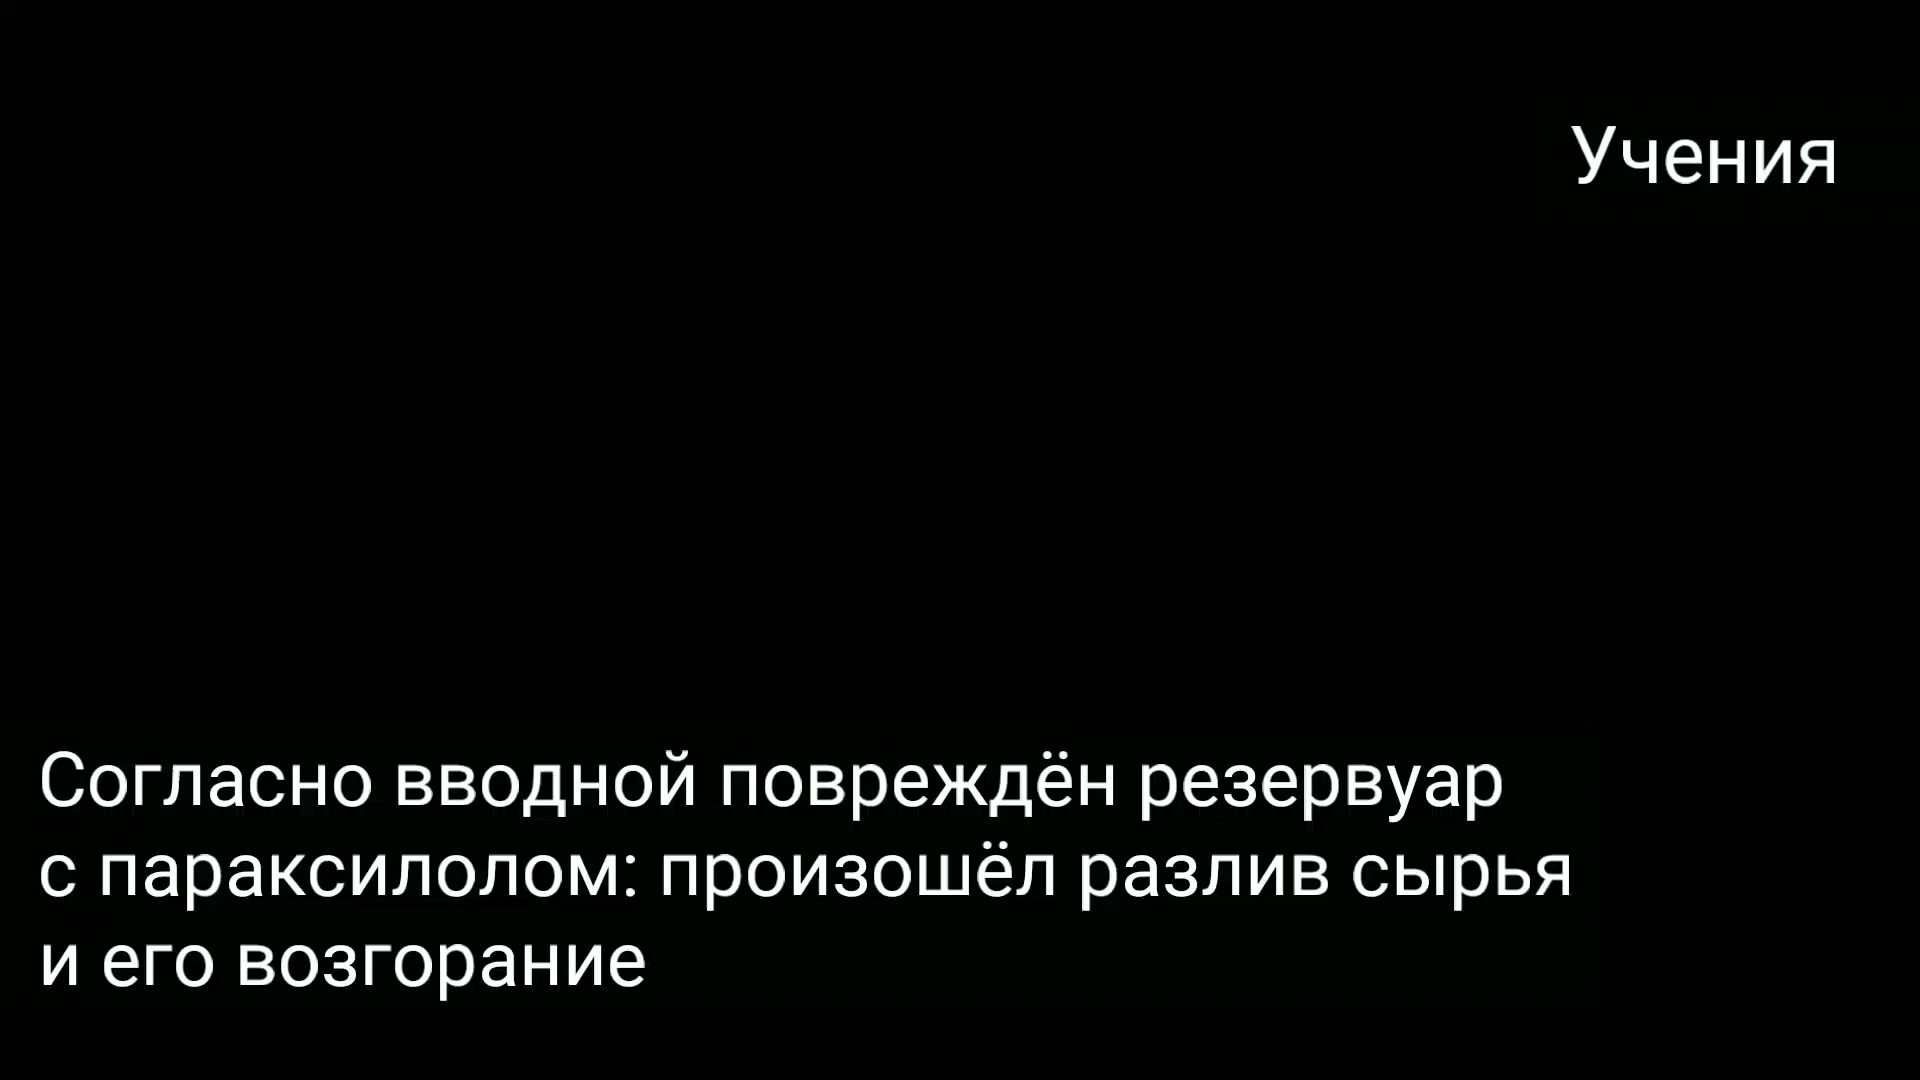 Учения
Согласно вводной повреждён резервуар
с параксилолом: произошёл разлив сырья
и его возгорание